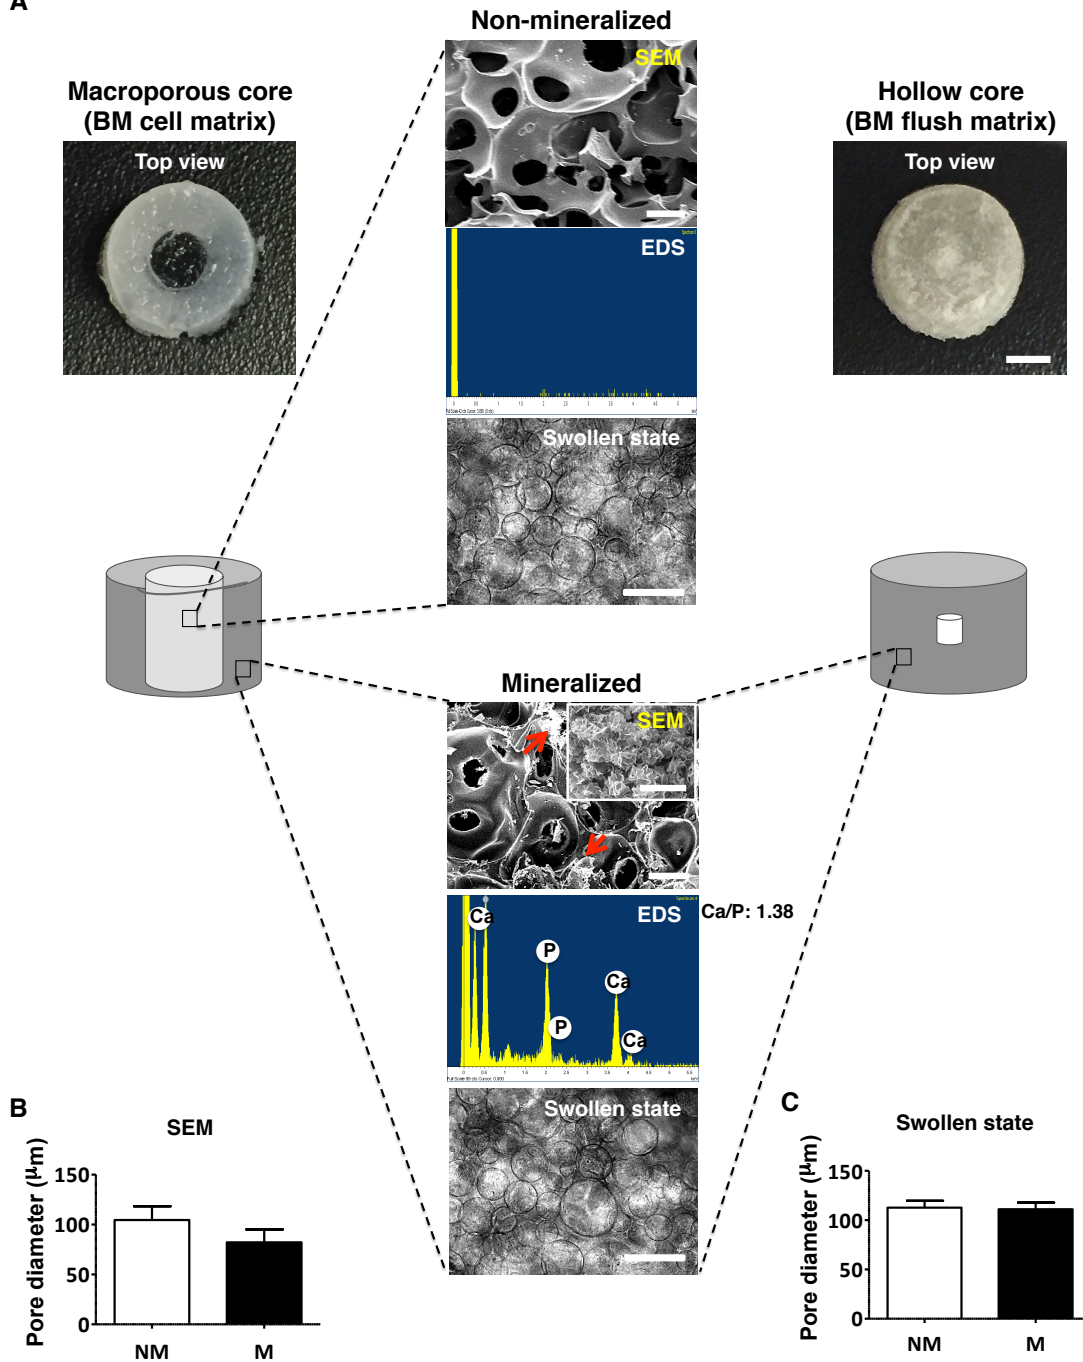 A
Non-mineralized
SEM
Macroporous core
(BM cell matrix)
Top view
Hollow core
(BM flush matrix)
Top view
EDS
Swollen state
Mineralized
SEM
EDS
Ca/P: 1.38
Ca
P
Ca
P
Ca
Swollen state
B
SEM
Pore diameter (μm)
150
100
50
0
NM
M
C
Swollen state
Pore diameter (μm)
150
100
50
0
NM
M